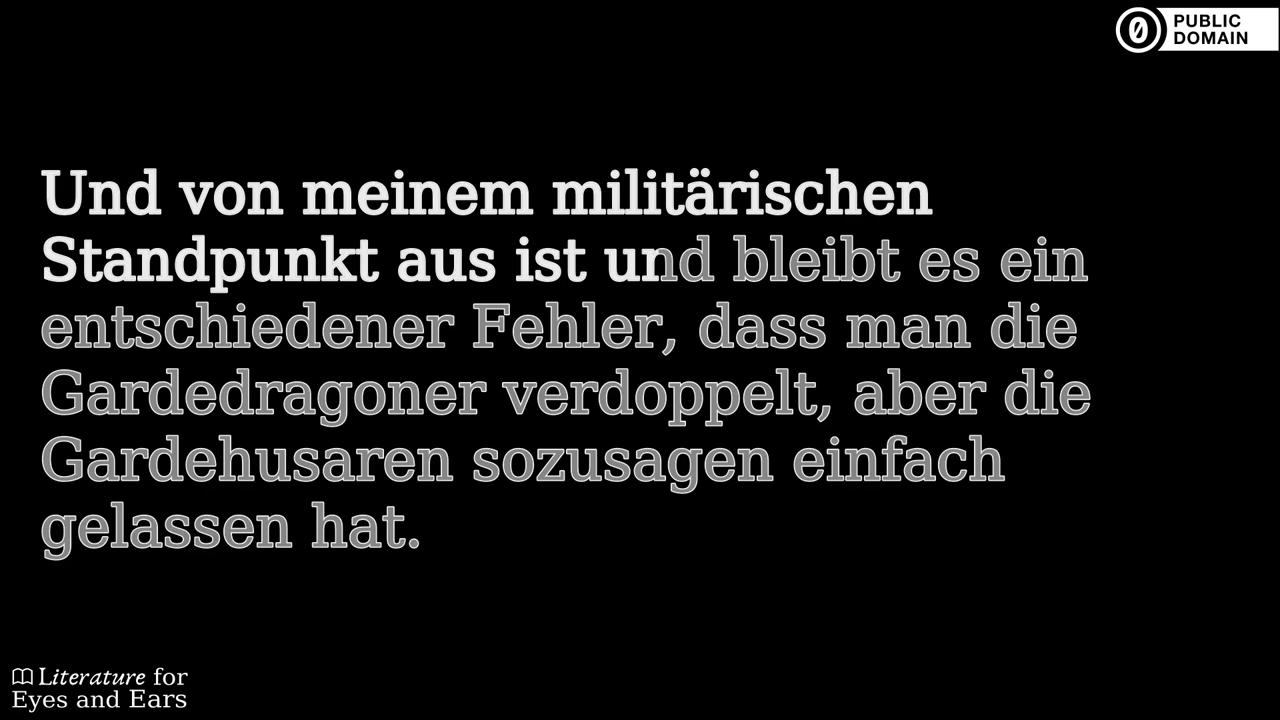 PUBLIC
DOMAIN
Und von meinem militärischen
Standpunkt aus ist und bleibt es ein
entschiedener Fehler, dass man die
Gardedragoner verdoppelt, aber die
Gardehusaren sozusagen einfach
gelassen hat.
Literature for
Eyes and Ears